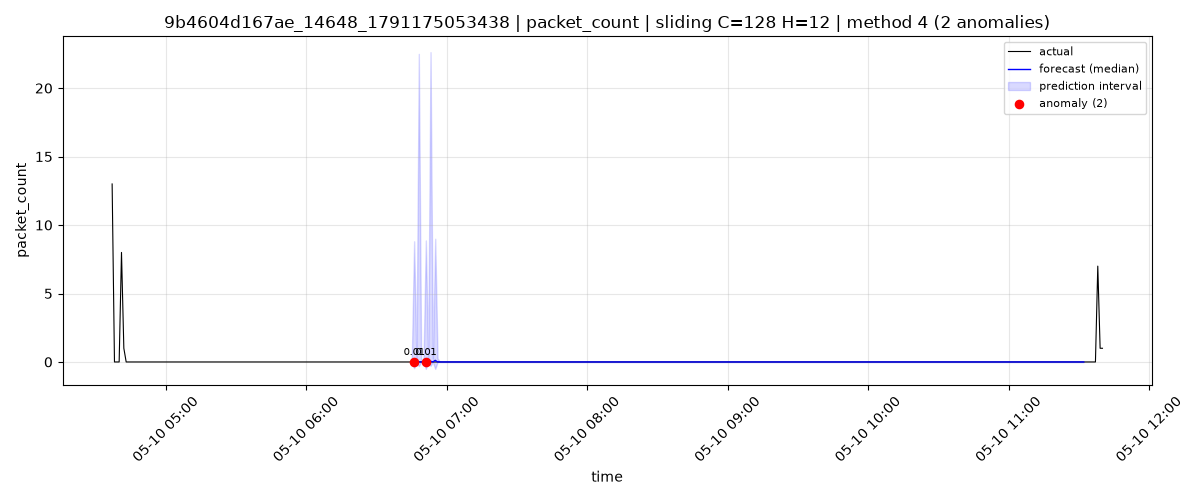 9b4604d167ae_14648_1791175053438 | packet_count | sliding C=128 H=12 | method 4 (2 anomalies)
actual
forecast (median)
prediction interval
anomaly (2)
packet_count
20
15
10
5
0
05-10 05:00
05-10 06:00
05-10 07:00
05-10 08:00
05-10 09:00
05-10 10:00
05-10 11:00
05-10 12:00
time